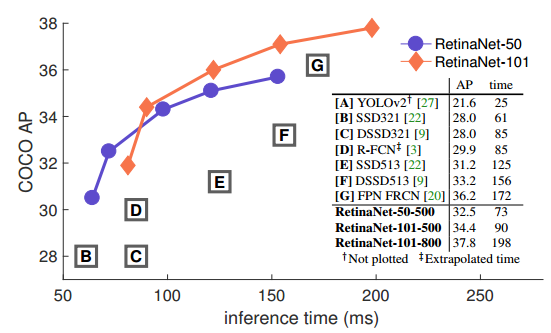 38
36
34
32
30
28
COCO AP
50
100
150
200
250
inference time (ms)
RetinaNet-50
RetinaNet-101
B
C
D
E
F
G
AP time
[A] YOLOv2† [27] 21.6 25
[B] SSD321 [22] 28.0 61
[C] DSSD321 [9] 28.0 85
[D] R-FCN‡ [3] 29.9 85
[E] SSD513 [22] 31.2 125
[F] DSSD513 [9] 33.2 156
[G] FPN FRCN [20] 36.2 172
RetinaNet-50-500 32.5 73
RetinaNet-101-500 34.4 90
RetinaNet-101-800 37.8 198
†Not plotted ‡Extrapolated time